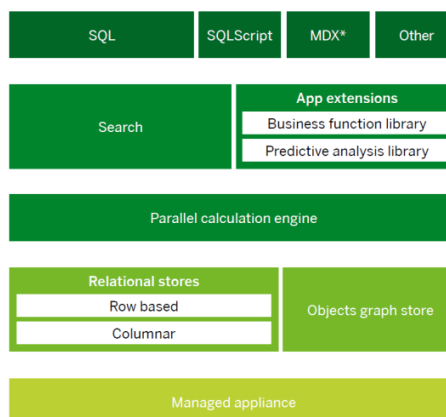 SQL
SQLScript
MDX*
Other
Search
App extensions
Business function library
Predictive analysis library
Parallel calculation engine
Relational stores
Row based
Columnar
Objects graph store
Managed appliance